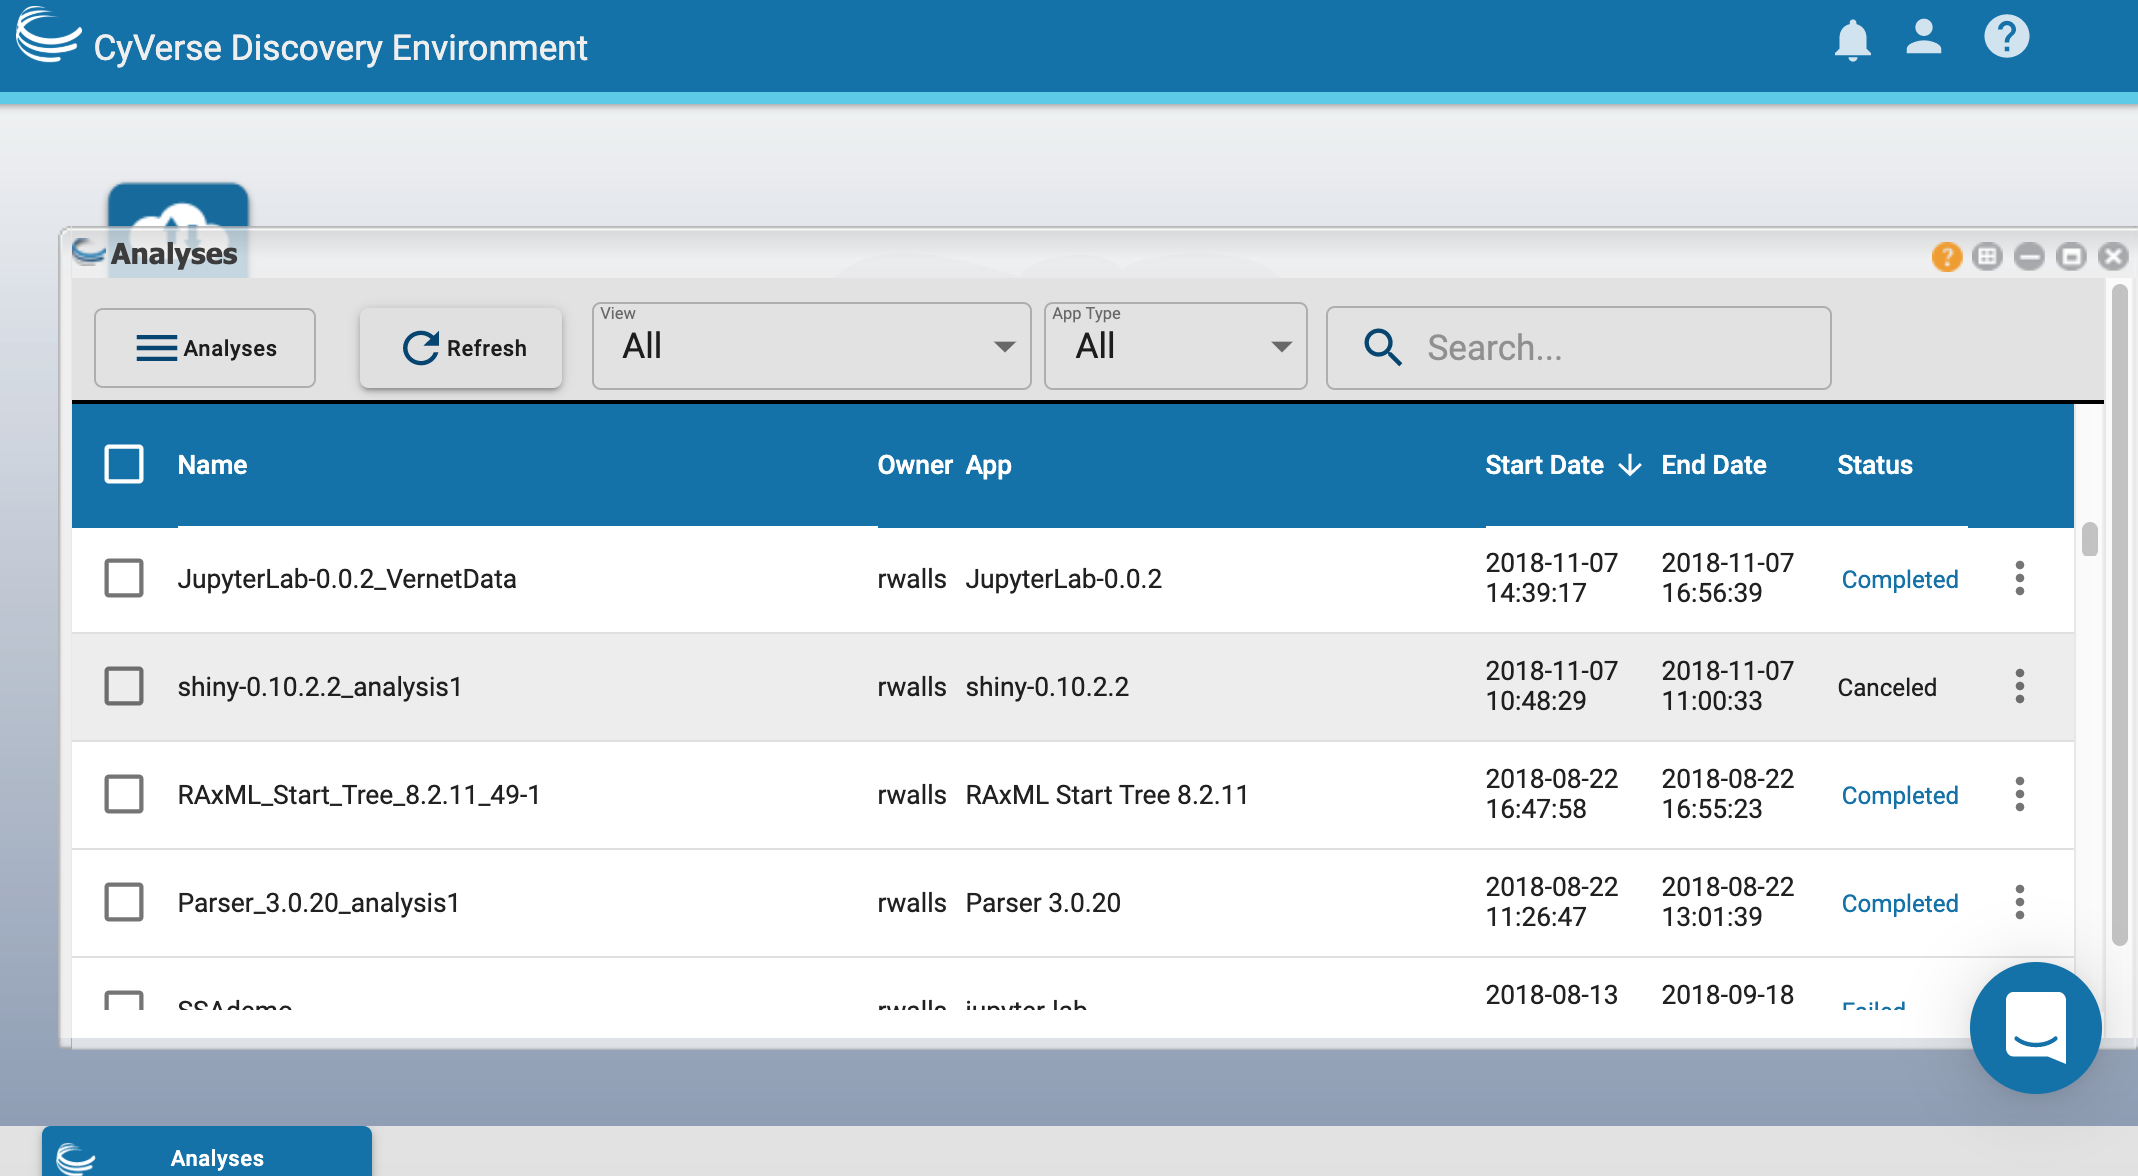 CyVerse Discovery Environment
?
Analyses
?
Analyses
Refresh
View
All
App Type
All
Search...
Name Owner App Start Date End Date Status
JupyterLab-0.0.2_VernetData rwalls JupyterLab-0.0.2 2018-11-07 14:39:17 2018-11-07 16:56:39 Completed
shiny-0.10.2.2_analysis1 rwalls shiny-0.10.2.2 2018-11-07 10:48:29 2018-11-07 11:00:33 Canceled
RAxML_Start_Tree_8.2.11_49-1 rwalls RAxML Start Tree 8.2.11 2018-08-22 16:47:58 2018-08-22 16:55:23 Completed
Parser_3.0.20_analysis1 rwalls Parser 3.0.20 2018-08-22 11:26:47 2018-08-22 13:01:39 Completed
SSAdemo rwalls jupyter-lab 2018-08-13 2018-09-18 Failed
Analyses